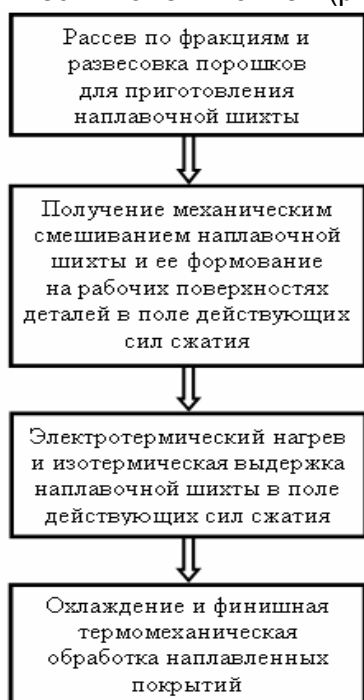 Рассев по фракциям и
развесовка порошков
для приготовления
наплавочной шихты
Получение механическим
смешиванием наплавочной
шихты и ее формование
на рабочих поверхностях
деталей в поле действующих
сил сжатия
Электротермический нагрев
и изотермическая выдержка
наплавочной шихты в поле
действующих сил сжатия
Охлаждение и финишная
термомеханическая
обработка наплавленных
покрытий